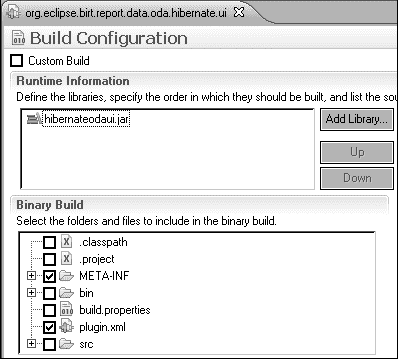 org.eclipse.birt.report.data.oda.hibernate.ui
Build Configuration
Custom Build
Runtime Information
Define the libraries, specify the order in which they should be built, and list the sou
hibernateodaui.jar
Add Library...
Up
Down
Binary Build
Select the folders and files to include in the binary build.
.classpath
.project
META-INF
bin
build.properties
plugin.xml
src